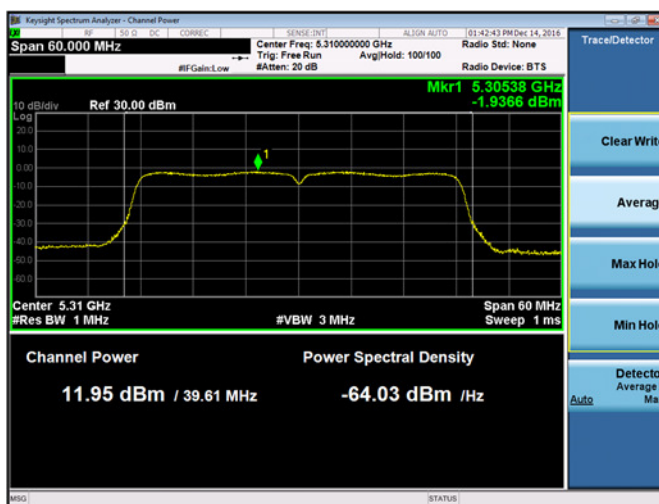 Keysight Spectrum Analyzer - Channel Power
RF 50 Ω DC CORREC SENSE:INT ALIGN AUTO 01:42:43 PM Dec 14, 2016
Span 60.000 MHz
Center Freq: 5.310000000 GHz Radio Std: None
Trig: Free Run Avg|Hold: 100/100
#IFGain:Low #Atten: 20 dB Radio Device: BTS
Trace/Detector
Mkr1 5.30538 GHz
-1.9366 dBm
10 dB/div Ref 30.00 dBm
Log
20.0
10.0
0.00
-10.0
-20.0
-30.0
-40.0
-50.0
-60.0
1
Center 5.31 GHz Span 60 MHz
#Res BW 1 MHz #VBW 3 MHz Sweep 1 ms
Channel Power Power Spectral Density
11.95 dBm / 39.61 MHz -64.03 dBm /Hz
Clear Write
Averag
Max Hol
Min Hol
Detecto
Average
Auto Ma
MSG STATUS